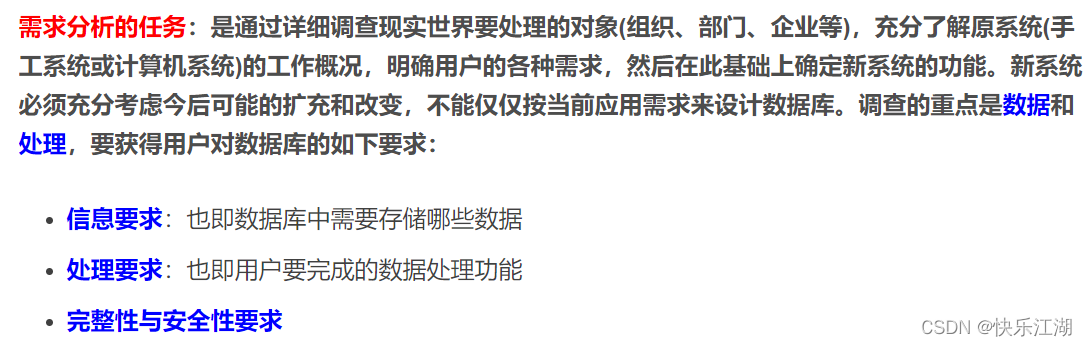 需求分析的任务：是通过详细调查现实世界要处理的对象(组织、部门、企业等)，充分了解原系统(手
工系统或计算机系统)的工作概况，明确用户的各种需求，然后在此基础上确定新系统的功能。新系统
必须充分考虑今后可能的扩充和改变，不能仅仅按当前应用需求来设计数据库。调查的重点是数据和
处理，要获得用户对数据库的如下要求：
• 信息要求：也即数据库中需要存储哪些数据
• 处理要求：也即用户要完成的数据处理功能
• 完整性与安全性要求
CSDN @快乐江湖